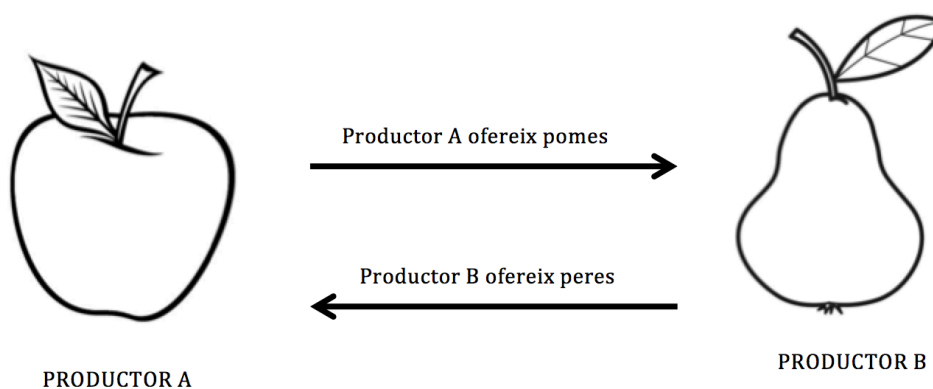 Productor A ofereix pomes
Productor B ofereix peres
PRODUCTOR A
PRODUCTOR B